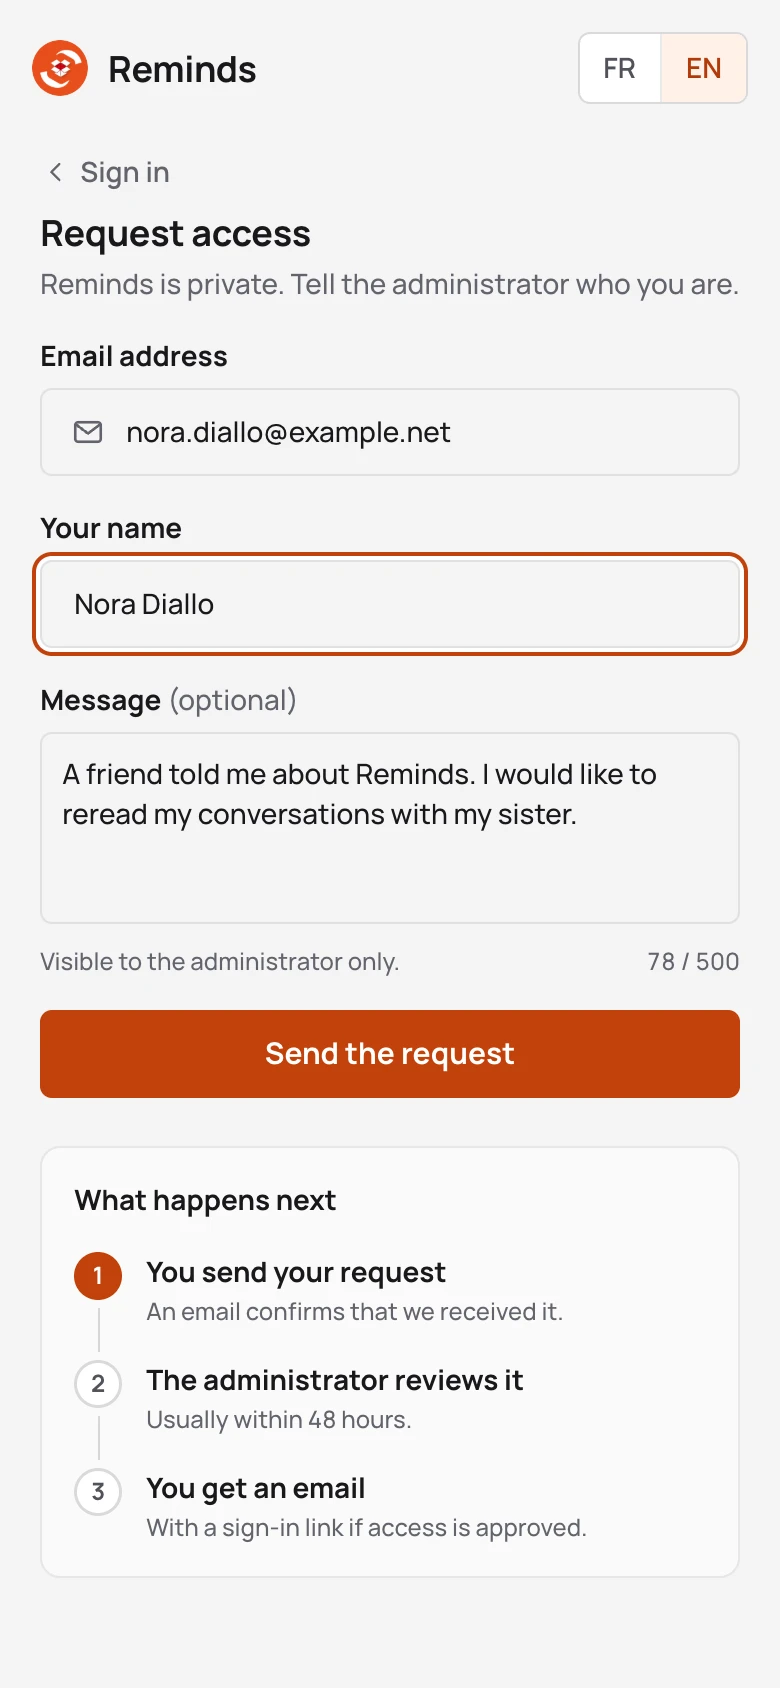 Reminds
FR EN
Sign in
Request access
Reminds is private. Tell the administrator who you are.
Email address
nora.diallo@example.net
Your name
Nora Diallo
Message (optional)
A friend told me about Reminds. I would like to
reread my conversations with my sister.
Visible to the administrator only. 78 / 500
Send the request
What happens next
1 You send your request
An email confirms that we received it.
2 The administrator reviews it
Usually within 48 hours.
3 You get an email
With a sign-in link if access is approved.